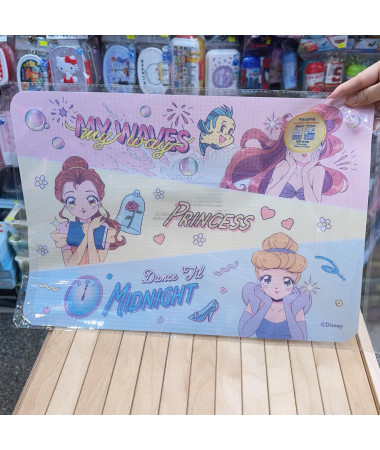 MY WAVES
my way
PRINCESS
Dance 'Til
MIDNIGHT
©Disney